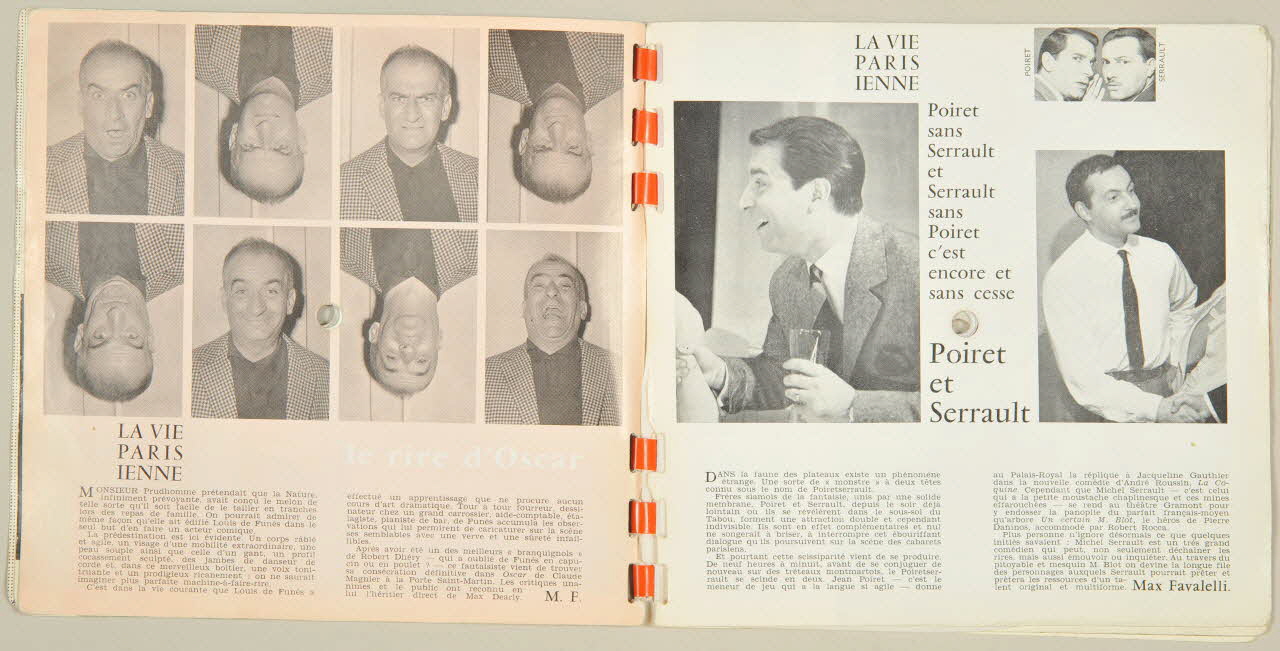 LA VIE
PARIS
IENNE
le rire d'Oscar
MONSIEUR Prudhomme prétendait que la Nature,
infiniment prévoyante, avait conçu le melon de
telle sorte qu'il soit facile de le tailler en tranches
lors des repas de famille. On pourrait admirer de
même façon qu'elle ait édifié Louis de Funès dans le
seul but d'en faire un acteur comique.
La prédestination est ici évidente. Un corps râblé
et agile, un visage d'une mobilité extraordinaire, une
peau souple ainsi que celle d'un gant, un profil
cocassement sculpté, des jambes de danseur de
corde et, dans ce merveilleux boîtier, une voix toni-
truante et un prodigieux ricanement : on ne saurait
imaginer plus parfaite machine-à-faire-rire.
C'est dans la vie courante que Louis de Funès a
effectué un apprentissage que ne procure aucun
cours d'art dramatique. Tour à tour fourreur, dessi-
nateur chez un grand carrossier, aide-comptable, éta-
lagiste, pianiste de bar, de Funès accumula les obser-
vations qui lui permirent de caricaturer sur la scène
ses semblables avec une verve et une sûreté infail-
libles.
Après avoir été un des meilleurs « branquignols »
de Robert Dhéry — qui a oublié de Funès en capu-
cin ou en poulet ? — ce fantaisiste vient de trouver
sa consécration définitive dans Oscar de Claude
Magnier à la Porte Saint-Martin. Les critiques una-
nimes et le public ont reconnu en
lui l'héritier direct de Max Dearly.
M. F.
LA VIE
PARIS
IENNE
POIRET
SERRAULT
Poiret
sans
Serrault
et
Serrault
sans
Poiret
c'est
encore et
sans cesse
Poiret
et
Serrault
DANS la faune des plateaux existe un phénomène
étrange. Une sorte de « monstre » à deux têtes
connu sous le nom de Poiretserrault.
Frères siamois de la fantaisie, unis par une solide
membrane, Poiret et Serrault, depuis le soir déjà
lointain où ils se révélèrent dans le sous-sol du
Tabou, forment une attraction double et cependant
indivisible. Ils sont en effet complémentaires et nul
ne songerait à briser, à interrompre cet ébouriffant
dialogue qu'ils poursuivent sur la scène des cabarets
parisiens.
Et pourtant cette scissiparité vient de se produire.
De neuf heures à minuit, avant de se conjuguer de
nouveau sur des tréteaux montmartois, le Poiretser-
rault se scinde en deux. Jean Poiret — c'est le
meneur de jeu qui a la langue si agile — donne
au Palais-Royal la réplique à Jacqueline Gauthier
dans la nouvelle comédie d'André Roussin, La Co-
quine. Cependant que Michel Serrault — c'est celui
qui a la petite moustache chaplinesque et ces mines
effarouchées — se rend au théâtre Gramont pour
y endosser la panoplie du parfait français-moyen
qu'arbore Un certain M. Blot, le héros de Pierre
Daninos, accommodé par Robert Rocca.
Plus personne n'ignore désormais ce que quelques
initiés savaient : Michel Serrault est un très grand
comédien qui peut, non seulement déchaîner les
rires, mais aussi émouvoir ou inquiéter. Au travers du
pitoyable et mesquin M. Blot on devine la longue file
des personnages auxquels Serrault pourrait prêter et
prêtera les ressources d'un ta-
lent original et multiforme.
Max Favalelli.